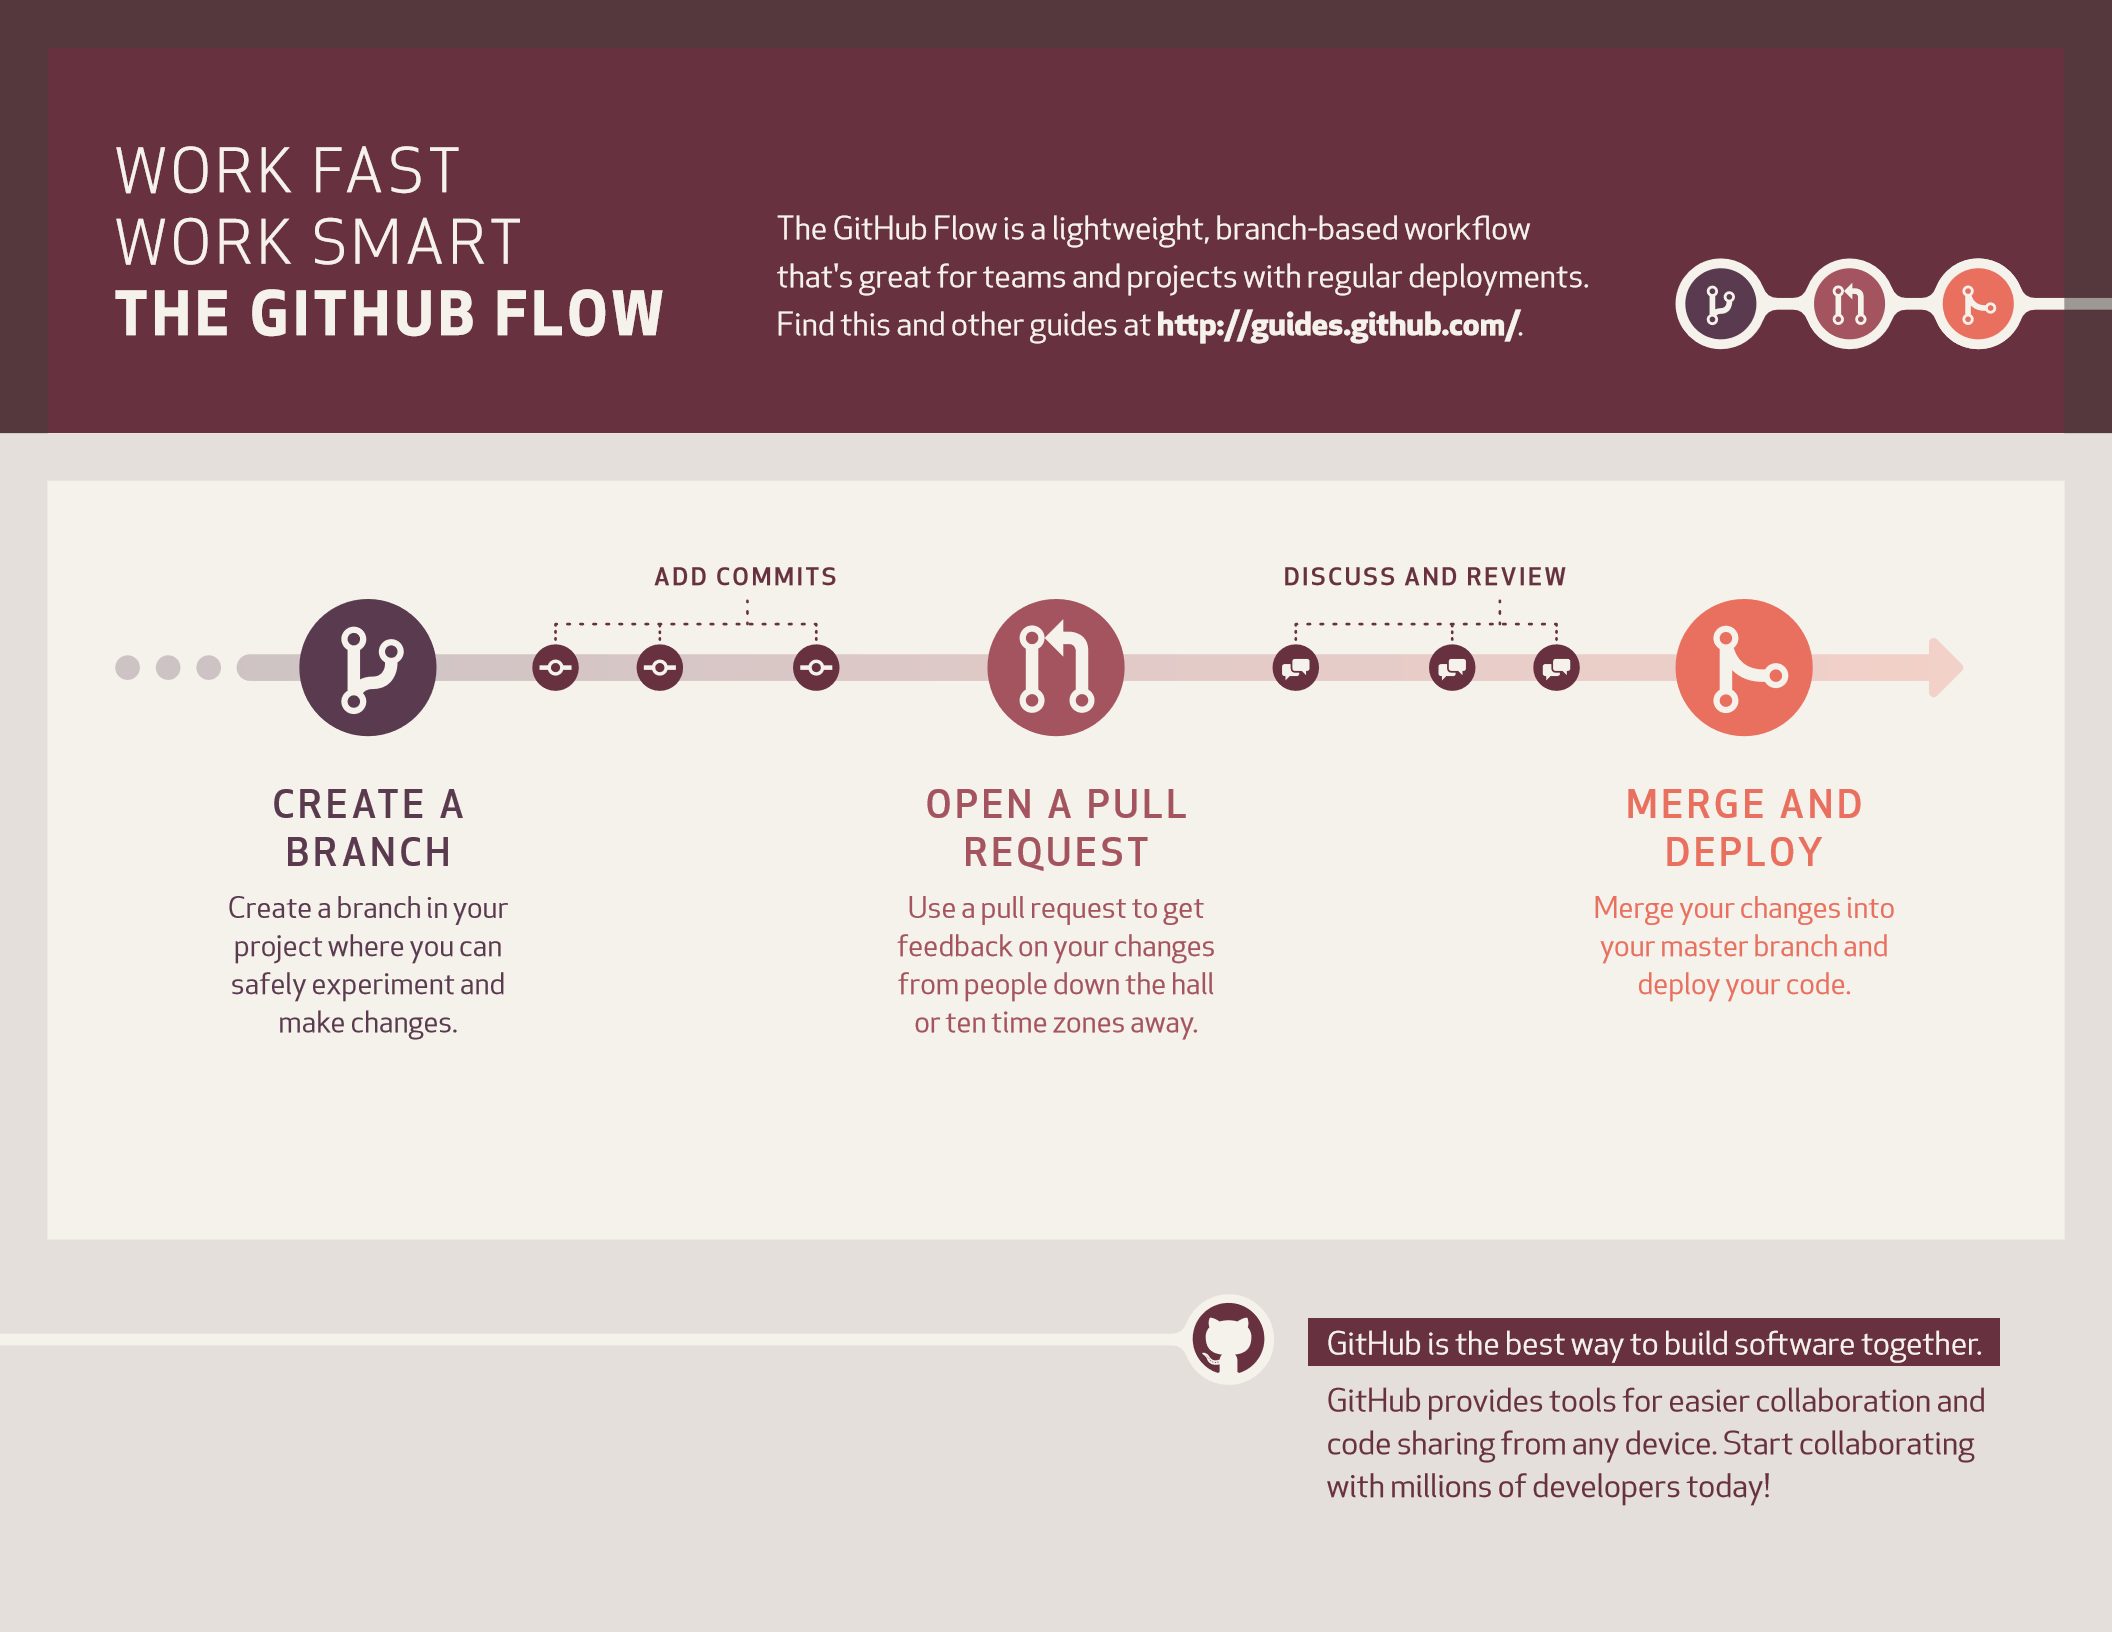 WORK FAST
WORK SMART
THE GITHUB FLOW
The GitHub Flow is a lightweight, branch-based workflow
that's great for teams and projects with regular deployments.
Find this and other guides at http://guides.github.com/.
ADD COMMITS
DISCUSS AND REVIEW
CREATE A
BRANCH
Create a branch in your
project where you can
safely experiment and
make changes.
OPEN A PULL
REQUEST
Use a pull request to get
feedback on your changes
from people down the hall
or ten time zones away.
MERGE AND
DEPLOY
Merge your changes into
your master branch and
deploy your code.
GitHub is the best way to build software together.
GitHub provides tools for easier collaboration and
code sharing from any device. Start collaborating
with millions of developers today!